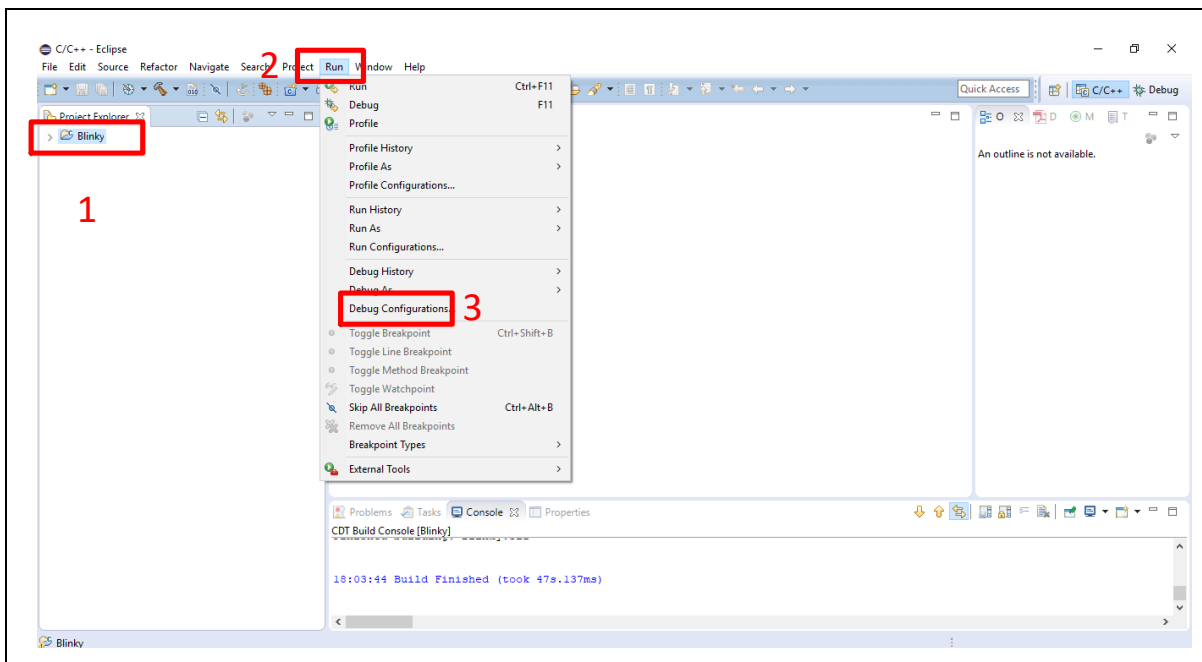 C/C++ - Eclipse
2
File Edit Source Refactor Navigate Search Project Run Window Help
Quick Access C/C++ Debug
Project Explorer
Blinky
1
Run Ctrl+F11
Debug F11
Profile
Profile History
Profile As
Profile Configurations...
Run History
Run As
Run Configurations...
Debug History
Debug As
Debug Configurations...
3
Toggle Breakpoint Ctrl+Shift+B
Toggle Line Breakpoint
Toggle Method Breakpoint
Toggle Watchpoint
Skip All Breakpoints Ctrl+Alt+B
Remove All Breakpoints
Breakpoint Types
External Tools
O D M T
An outline is not available.
Problems Tasks Console Properties
CDT Build Console [Blinky]
18:03:44 Build Finished (took 47s.137ms)
Blinky